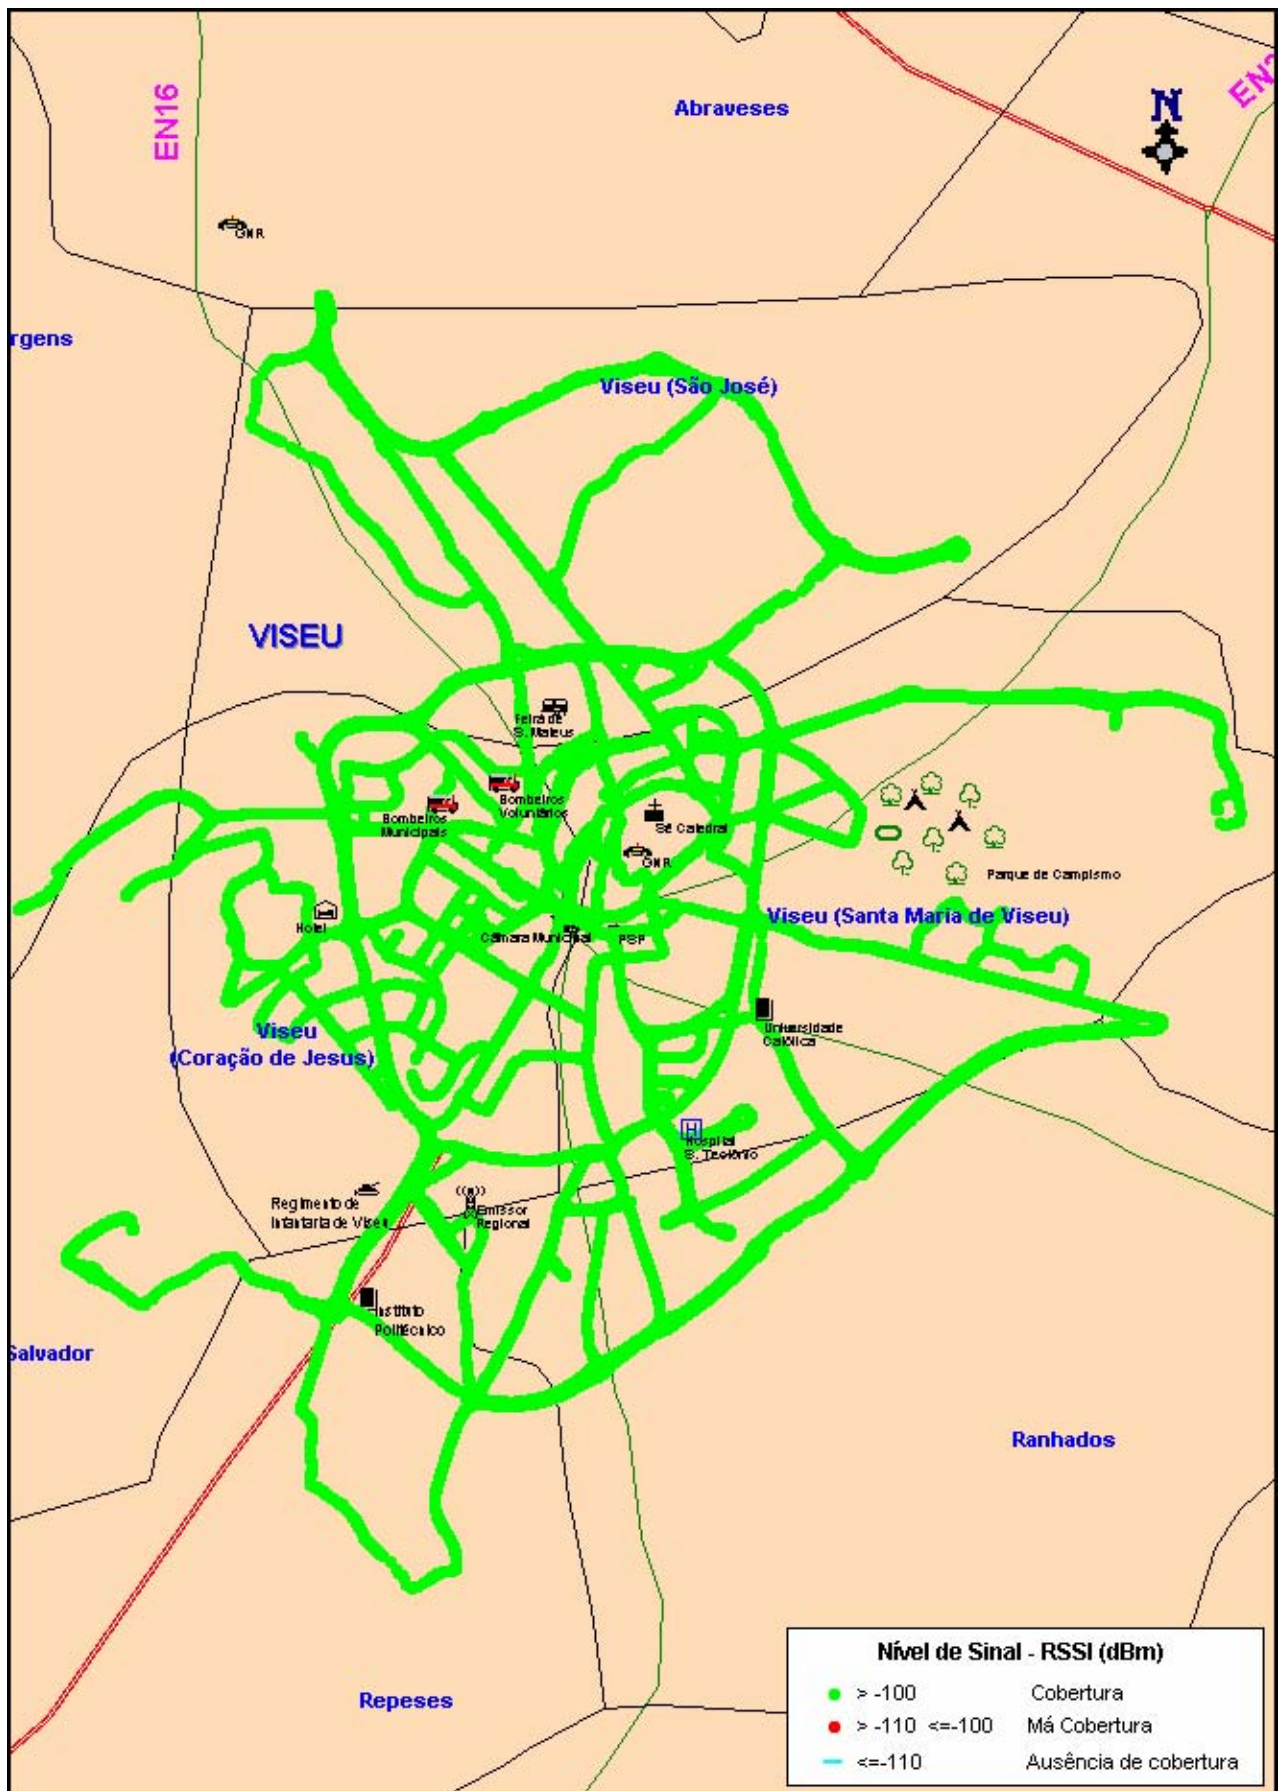 Abraveses
EN16
N
GNR
rgens
Viseu (São José)
VISEU
Feira de
S. Mateus
Bombeiros
Voluntários
Bombeiros
Municipais
Sé Catedral
GNR
Parque de Campismo
Hotel
Câmara Municipal
PSP
Viseu (Santa Maria de Viseu)
Universidade
Católica
Viseu
(Coração de Jesus)
H
Hospital
S. Teotónio
Regimento de
Infantaria de Viseu
Emissor
Regional
Instituto
Politécnico
Salvador
Ranhados
Repeses
Nível de Sinal - RSSI (dBm)
> -100 Cobertura
> -110 <=-100 Má Cobertura
<=-110 Ausência de cobertura